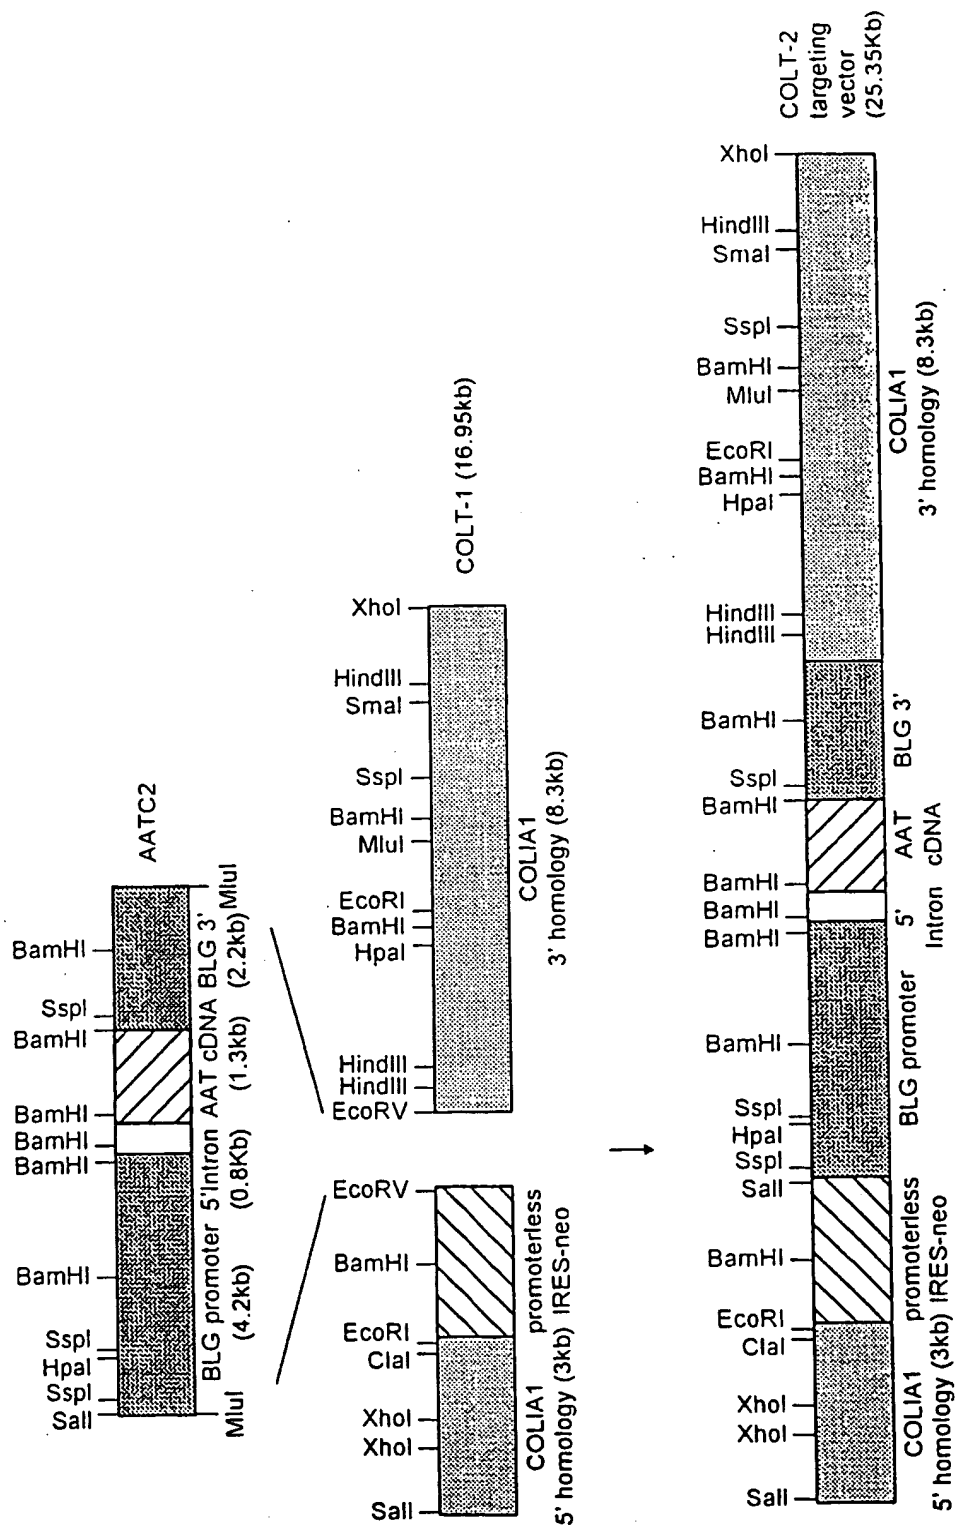 AATC2
BamHI
SspI
BamHI
BamHI
BamHI
BamHI
BamHI
SspI
HpaI
SspI
SalI
MluI
MluI
BLG promoter
(4.2kb)
5'Intron
(0.8Kb)
AAT cDNA
(1.3kb)
BLG 3'
(2.2kb)
COLT-1 (16.95kb)
XhoI
HindIII
SmaI
SspI
BamHI
MluI
EcoRI
BamHI
HpaI
HindIII
HindIII
EcoRV
COLIA1
3' homology (8.3kb)
EcoRV
BamHI
EcoRI
ClaI
XhoI
XhoI
SalI
COLIA1
5' homology (3kb)
promoterless
IRES-neo
COLT-2
targeting
vector
(25.35Kb)
XhoI
HindIII
SmaI
SspI
BamHI
MluI
EcoRI
BamHI
HpaI
HindIII
HindIII
BamHI
SspI
BamHI
BamHI
BamHI
BamHI
BamHI
SspI
HpaI
SspI
SalI
BamHI
EcoRI
ClaI
XhoI
XhoI
SalI
COLIA1
5' homology (3kb)
promoterless
IRES-neo
BLG promoter
5'
Intron
AAT
cDNA
BLG 3'
COLIA1
3' homology (8.3kb)